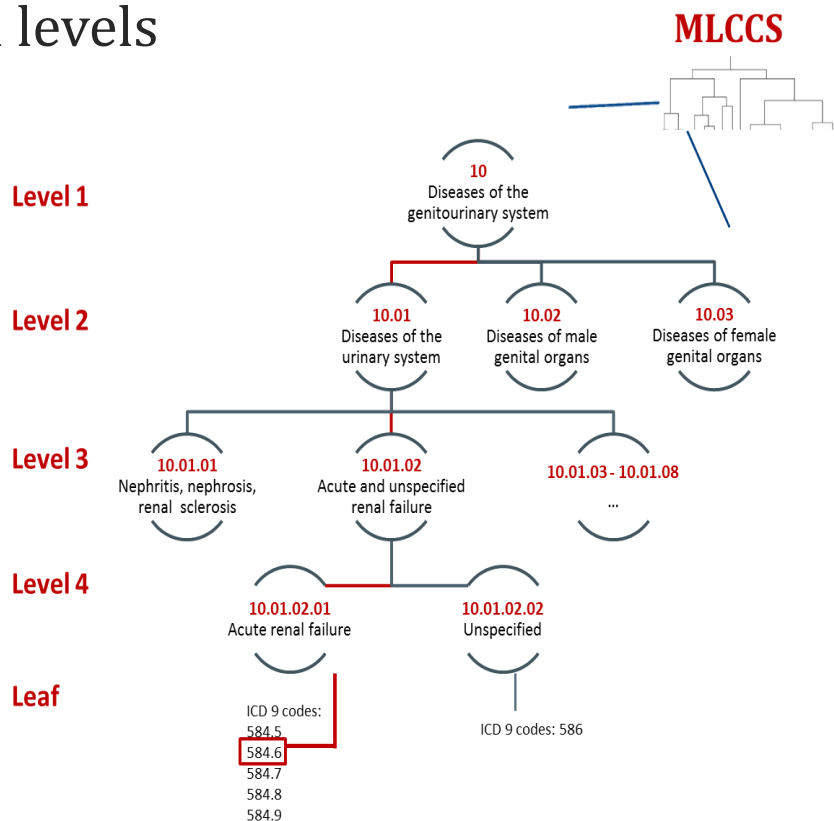 levels
MLCCS
Level 1
10
Diseases of the
genitourinary system
Level 2
10.01
Diseases of the
urinary system
10.02
Diseases of male
genital organs
10.03
Diseases of female
genital organs
Level 3
10.01.01
Nephritis, nephrosis,
renal sclerosis
10.01.02
Acute and unspecified
renal failure
10.01.03 - 10.01.08
...
Level 4
10.01.02.01
Acute renal failure
10.01.02.02
Unspecified
Leaf
ICD 9 codes:
584.5
584.6
584.7
584.8
584.9
ICD 9 codes: 586